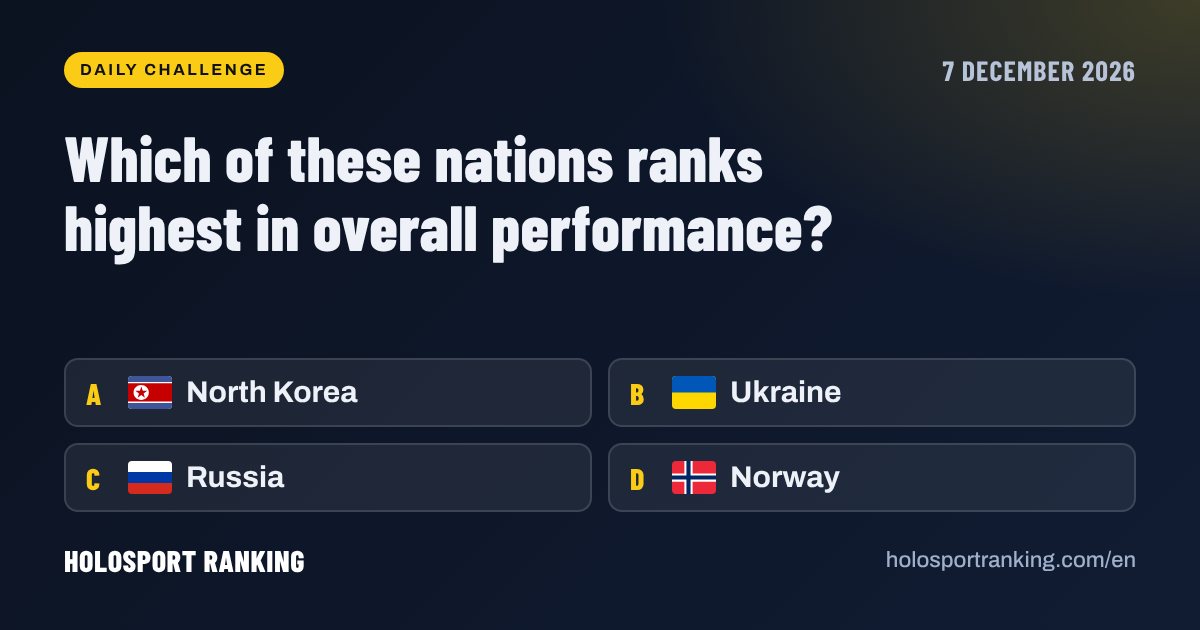 DAILY CHALLENGE
7 DECEMBER 2026
Which of these nations ranks
highest in overall performance?
A North Korea
B Ukraine
C Russia
D Norway
HOLOSPORT RANKING
holosportranking.com/en